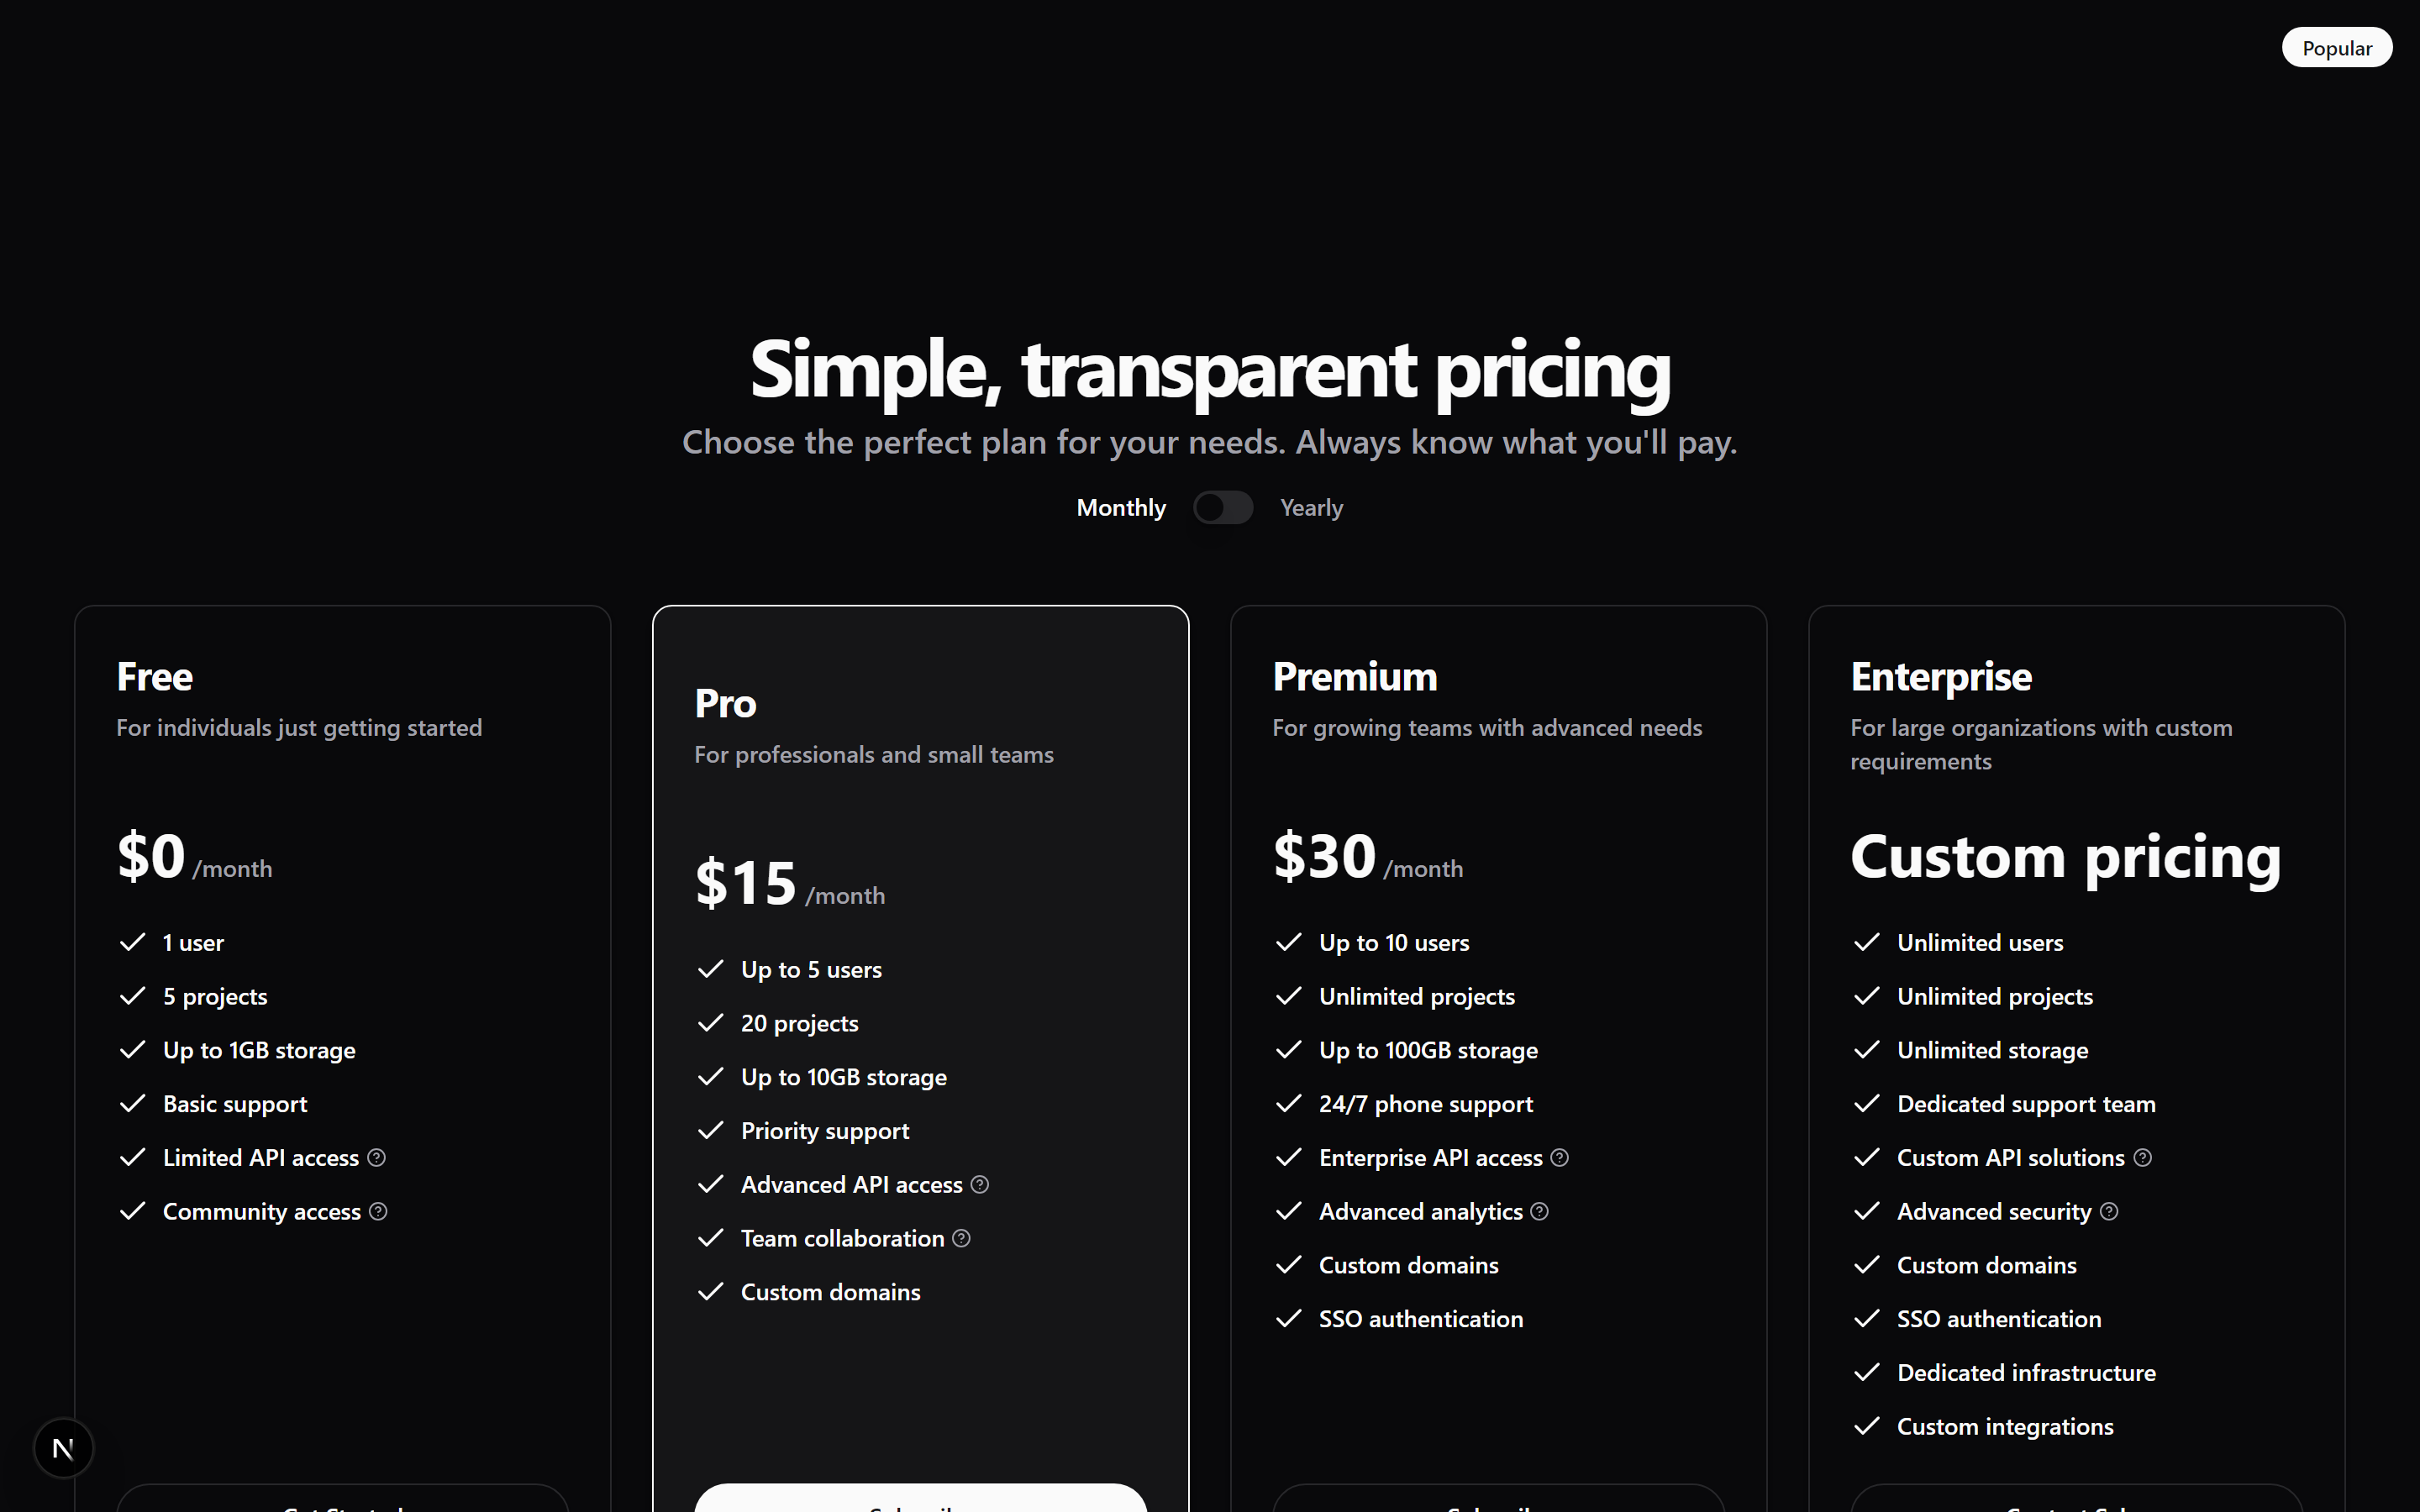 Popular
Simple, transparent pricing
Choose the perfect plan for your needs. Always know what you'll pay.
Monthly
Yearly
Free
For individuals just getting started
$0 /month
1 user
5 projects
Up to 1GB storage
Basic support
Limited API access
Community access
Pro
For professionals and small teams
$15 /month
Up to 5 users
20 projects
Up to 10GB storage
Priority support
Advanced API access
Team collaboration
Custom domains
Premium
For growing teams with advanced needs
$30 /month
Up to 10 users
Unlimited projects
Up to 100GB storage
24/7 phone support
Enterprise API access
Advanced analytics
Custom domains
SSO authentication
Enterprise
For large organizations with custom
requirements
Custom pricing
Unlimited users
Unlimited projects
Unlimited storage
Dedicated support team
Custom API solutions
Advanced security
Custom domains
SSO authentication
Dedicated infrastructure
Custom integrations
N